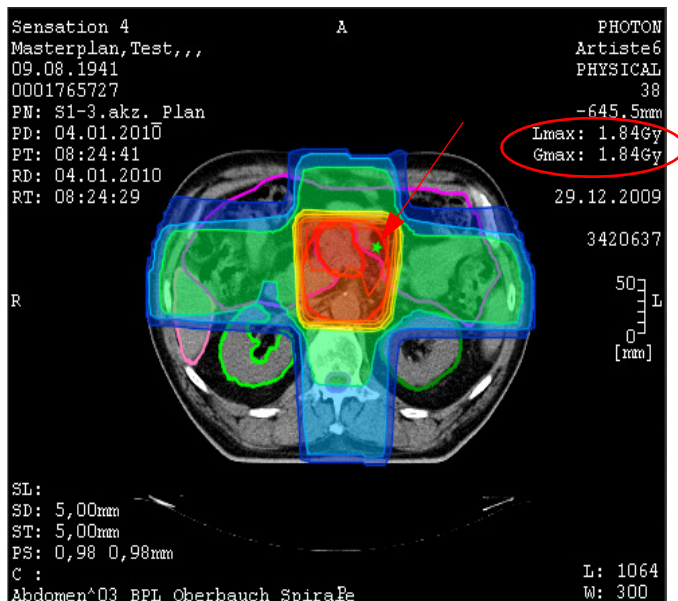 Sensation 4
Masterplan,Test,,,
09.08.1941
0001765727
PN: S1-3.akz._Plan
PD: 04.01.2010
PT: 08:24:41
RD: 04.01.2010
RT: 08:24:29
A
PHOTON
Artiste6
PHYSICAL
38
-645.5mm
Lmax: 1.84Gy
Gmax: 1.84Gy
29.12.2009
3420637
50
L
0
[mm]
R
SL:
SD: 5,00mm
ST: 5,00mm
PS: 0,98 0,98mm
C :
Abdomen^03 BPL Oberbauch Spirale
P
L: 1064
W: 300